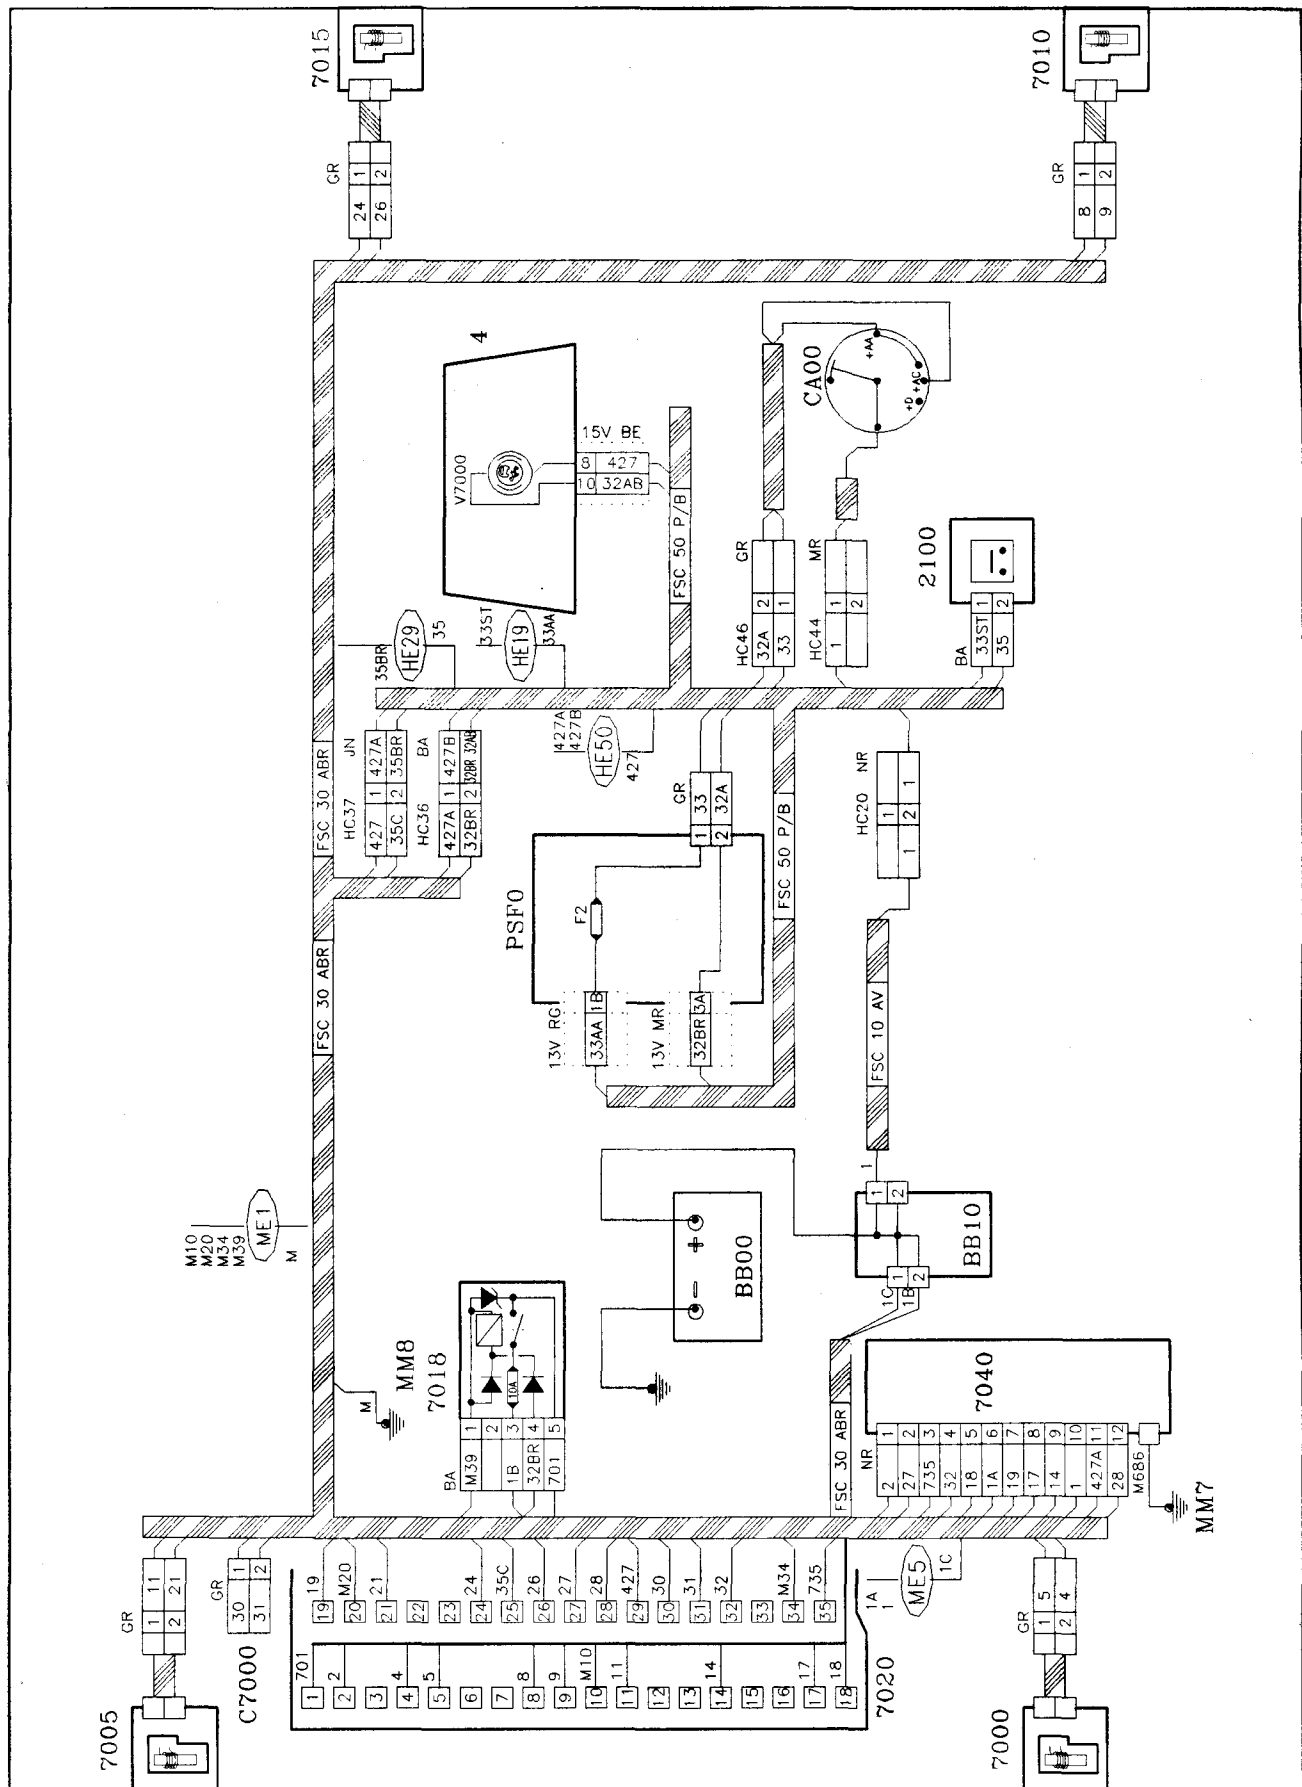 7015
7010
GR
24 1
26 2
GR
8 1
9 2
4
V7000
15V BE
8 427
10 32AB
CA00
+AA
+AC
+D
FSC 30 ABR
FSC 50 P/B
HE29
35BR
35
HE19
33ST
33AA
HE50
427A
427B
427
HC37 JN
427 1 427A
35C 2 35BR
HC36 BA
427A 1 427B
32BR 2 32BR 32AB
HC46 GR
32A 2
33 1
HC44 MR
1 1
2
2100
BA
33ST 1
35 2
PSF0
F2
GR
1 33
2 32A
13V RG
33AA 1B
13V MR
32BR 3A
FSC 50 P/B
HC20 NR
1
1 2 1
FSC 10 AV
FSC 30 ABR
M10
M20
M34
M39
ME1
M
M
MM8
7018
10A
BA
M39 1
2
1B 3
32BR 4
701 5
BB00
+
-
1
1
2
BB10
1
2
1C
1B
FSC 30 ABR
7040
NR
2 1
27 2
735 3
32 4
18 5
1A 6
19 7
17 8
14 9
1 10
427A 11
28 12
M686
MM7
7005
GR
1 11
2 21
C7000
GR
30 1
31 2
19 19
20 M20
21 21
22
23
24 24
25 35C
26 26
27 27
28 28
29 427
30 30
31 31
32 32
33
34 M34
35 735
1 701
2 2
3
4 4
5 5
6
7
8 8
9 9
10 M10
11 11
12
13
14 14
15
16
17 17
18 18
7020
ME5
1A
1
1C
7000
GR
1 5
2 4